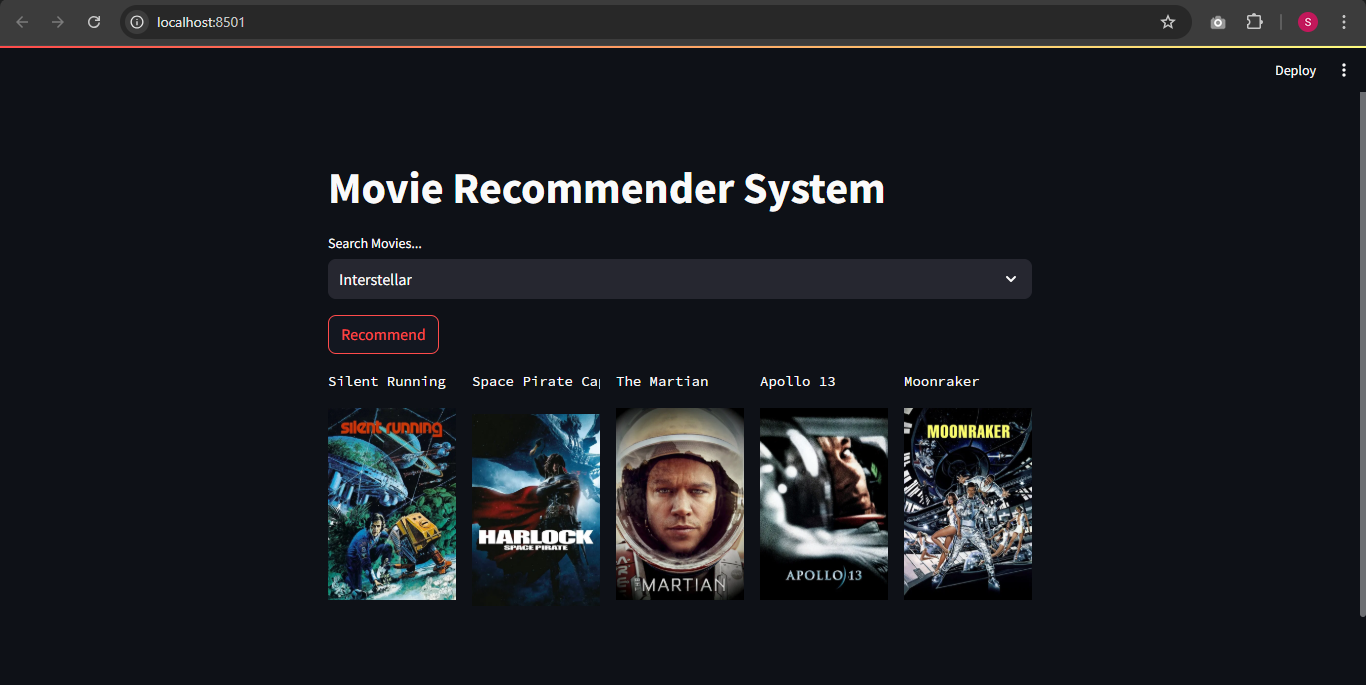 localhost:8501
S
Deploy
Movie Recommender System
Search Movies...
Interstellar
Recommend
Silent Running
Space Pirate Ca
The Martian
Apollo 13
Moonraker
silent running
HARLOCK
SPACE PIRATE
THE MARTIAN
APOLLO 13
MOONRAKER